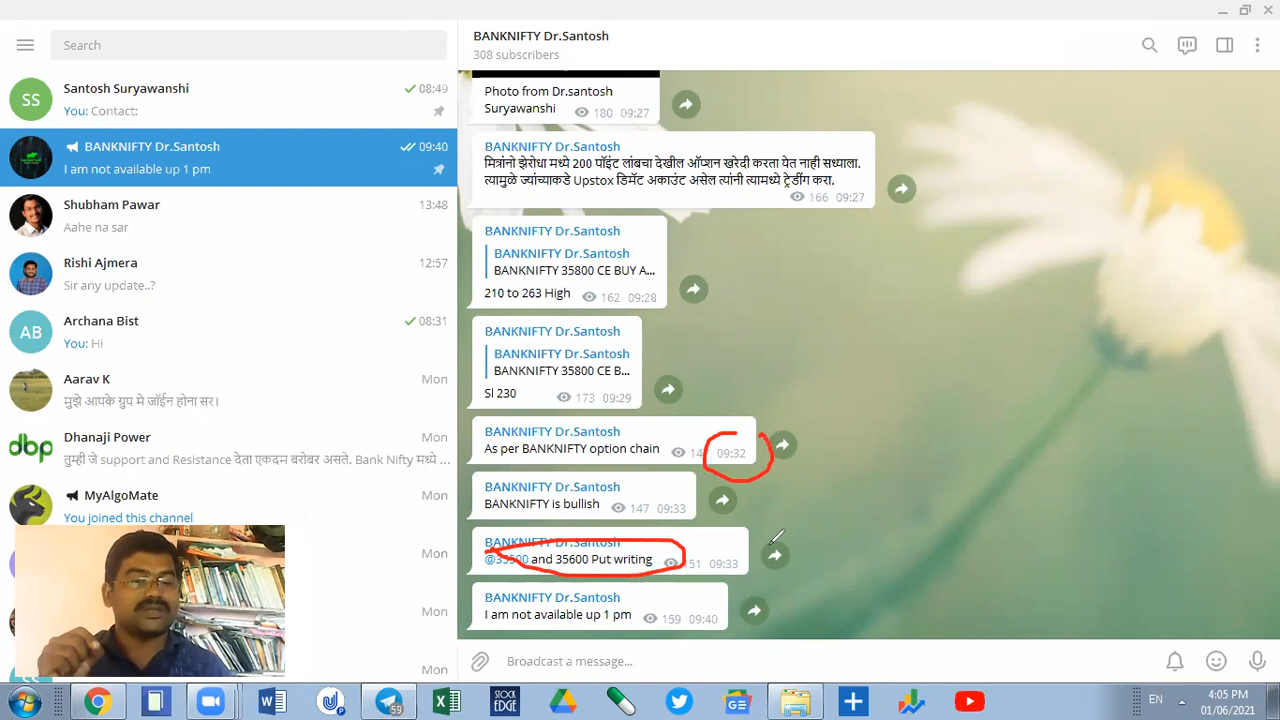 Search
SS
Santosh Suryawanshi
08:49
You: Contact:
BANKNIFTY Dr.Santosh
09:40
I am not available up 1 pm
Shubham Pawar
13:48
Aahe na sar
Rishi Ajmera
12:57
Sir any update..?
AB
Archana Bist
08:31
You: Hi
Aarav K
Mon
मुझे आपके ग्रुप मे जॉईन होना सर।
dbp
Dhanaji Power
Mon
तुम्ही जे support and Resistance देता एकदम बरोबर असते. Bank Nifty मध्ये ...
MyAlgoMate
Mon
You joined this channel
Mon
Mon
Mon
BANKNIFTY Dr.Santosh
308 subscribers
Photo from Dr.santosh
Suryawanshi
180 09:27
BANKNIFTY Dr.Santosh
मित्रांनो झेरोधा मध्ये 200 पॉइंट लांबचा देखील ऑप्शन खरेदी करता येत नाही सध्याला.
त्यामुळे ज्यांच्याकडे Upstox डिमॅट अकाउंट असेल त्यांनी त्यामध्ये ट्रेडींग करा.
166 09:27
BANKNIFTY Dr.Santosh
BANKNIFTY Dr.Santosh
BANKNIFTY 35800 CE BUY A...
210 to 263 High
162 09:28
BANKNIFTY Dr.Santosh
BANKNIFTY Dr.Santosh
BANKNIFTY 35800 CE B...
Sl 230
173 09:29
BANKNIFTY Dr.Santosh
As per BANKNIFTY option chain
09:32
BANKNIFTY Dr.Santosh
BANKNIFTY is bullish
147 09:33
BANKNIFTY Dr.Santosh
and 35600 Put writing
09:33
BANKNIFTY Dr.Santosh
I am not available up 1 pm
159 09:40
Broadcast a message...
59
STOCK
EDGE
EN
4:05 PM
01/06/2021